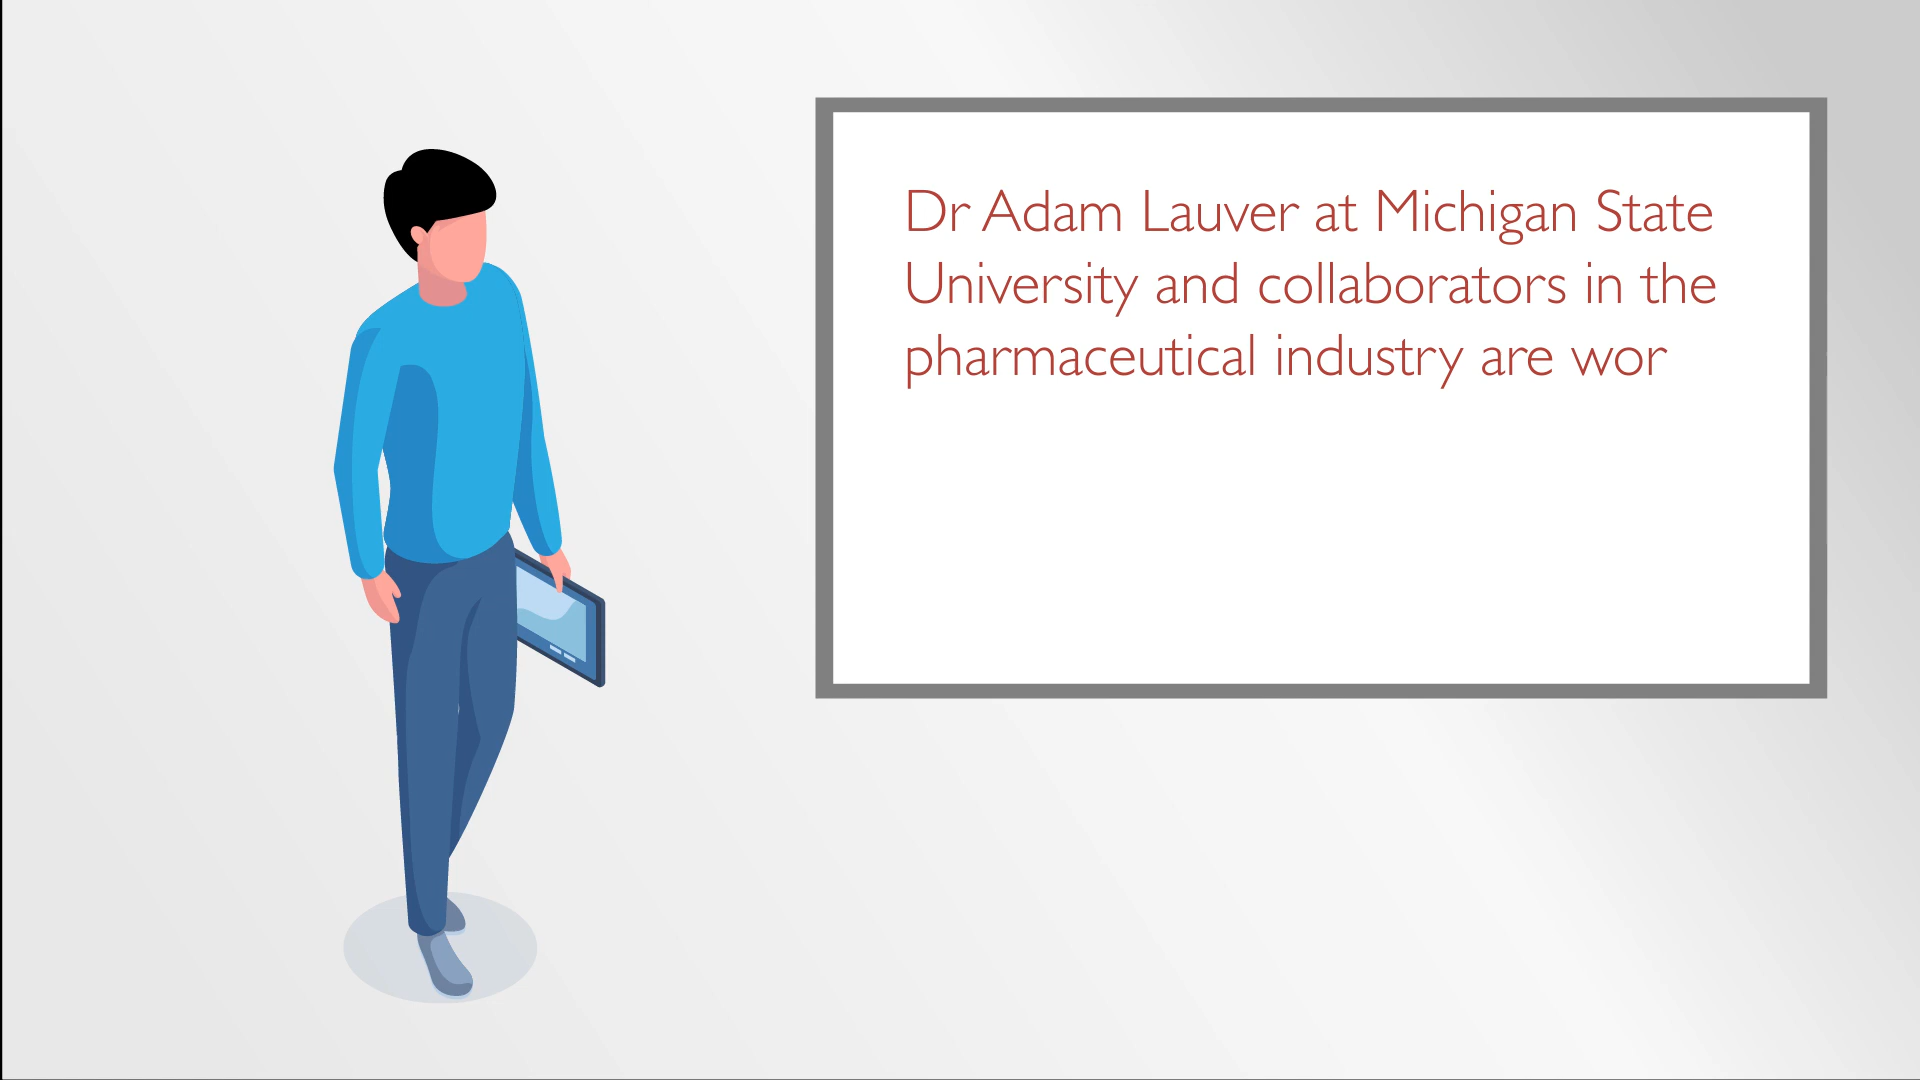 Dr Adam Lauver at Michigan State
University and collaborators in the
pharmaceutical industry are wor